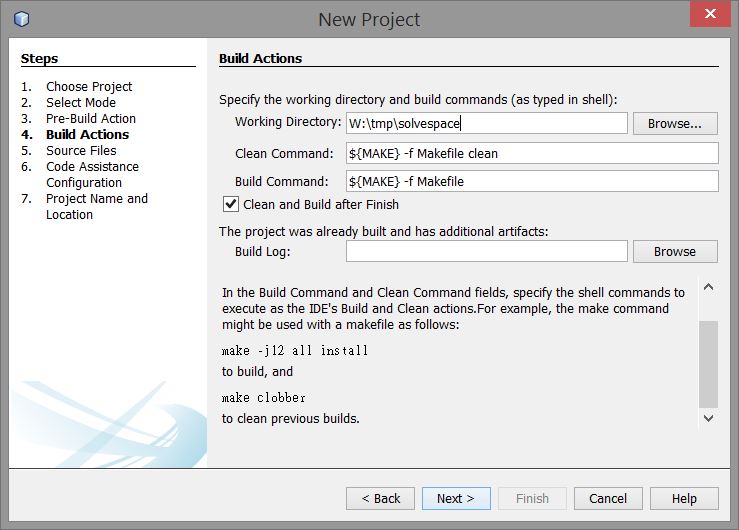 New Project
Steps
1. Choose Project
2. Select Mode
3. Pre-Build Action
4. Build Actions
5. Source Files
6. Code Assistance
Configuration
7. Project Name and
Location
Build Actions
Specify the working directory and build commands (as typed in shell):
Working Directory: W:\tmp\solvespace Browse...
Clean Command: ${MAKE} -f Makefile clean
Build Command: ${MAKE} -f Makefile
Clean and Build after Finish
The project was already built and has additional artifacts:
Build Log: Browse
In the Build Command and Clean Command fields, specify the shell commands to
execute as the IDE's Build and Clean actions.For example, the make command
might be used with a makefile as follows:
make -j12 all install
to build, and
make clobber
to clean previous builds.
< Back Next > Finish Cancel Help